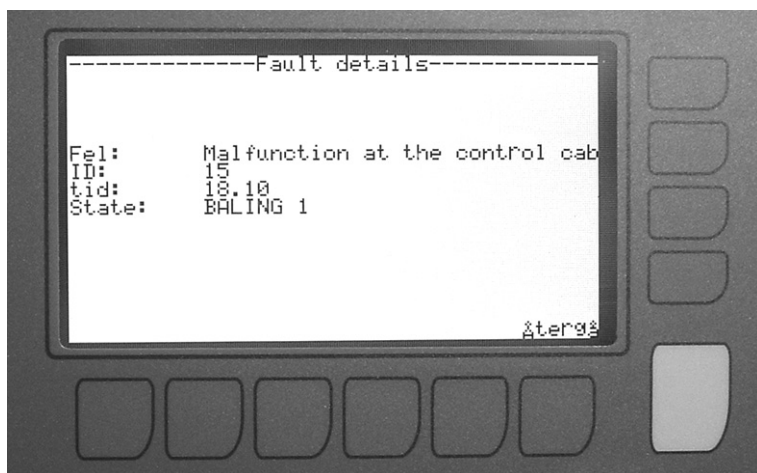 --------------Fault details-------------
Fel: Malfunction at the control cab
ID: 15
tid: 18.10
State: BALING 1
Återgå